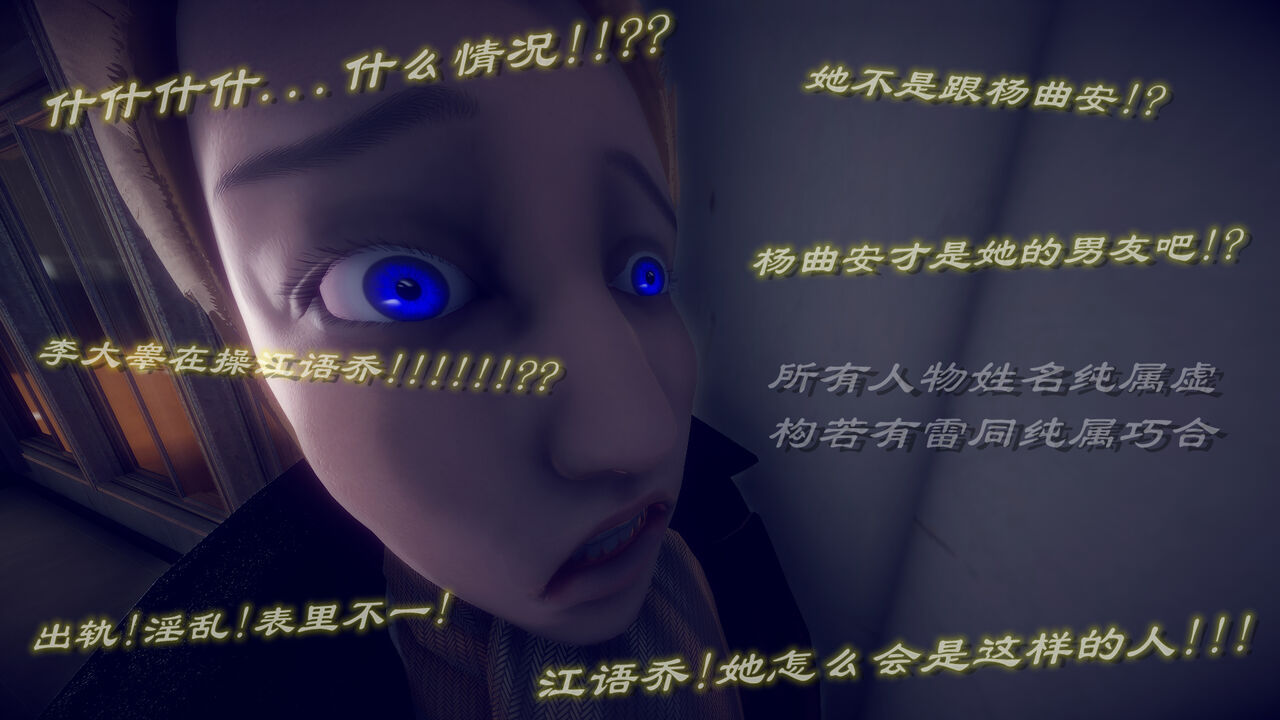 什什什什...什么情况!!??
她不是跟杨曲安!?
杨曲安才是她的男友吧!?
李大睾在操江语乔!!!!!!!??
所有人物姓名纯属虚
构若有雷同纯属巧合
出轨!淫乱!表里不一!
江语乔!她怎么会是这样的人!!!